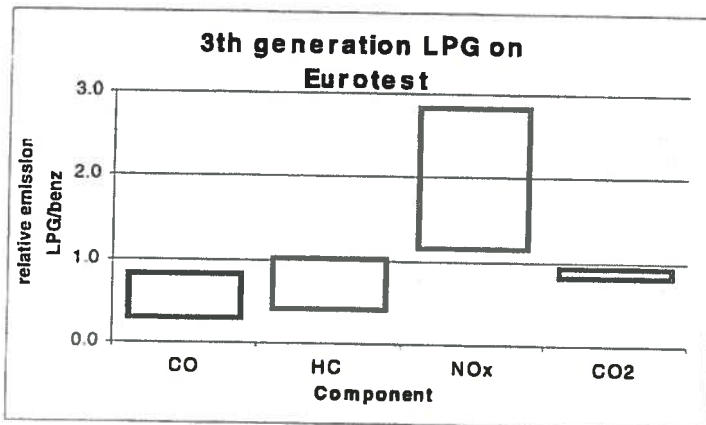 3th generation LPG on
Eurotest
relative emission
LPG/benz
3.0
2.0
1.0
0.0
CO HC NOx CO2
Component